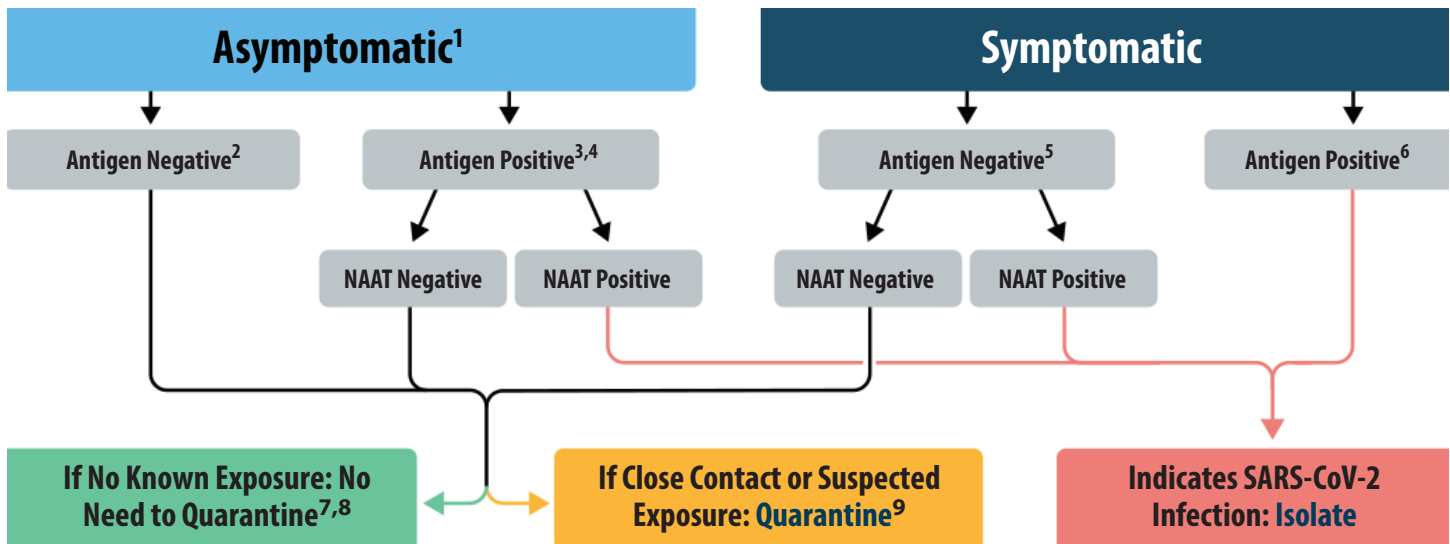 Asymptomatic1
Symptomatic
Antigen Negative2
Antigen Positive3,4
Antigen Negative5
Antigen Positive6
NAAT Negative
NAAT Positive
NAAT Negative
NAAT Positive
If No Known Exposure: No
Need to Quarantine7,8
If Close Contact or Suspected
Exposure: Quarantine9
Indicates SARS-CoV-2
Infection: Isolate